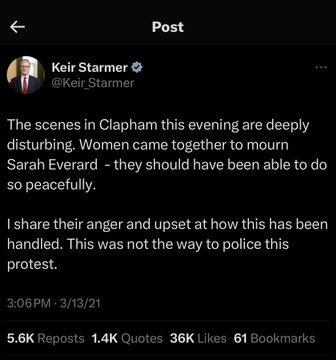 Post
Keir Starmer
@Keir_Starmer
The scenes in Clapham this evening are deeply
disturbing. Women came together to mourn
Sarah Everard - they should have been able to do
so peacefully.
I share their anger and upset at how this has been
handled. This was not the way to police this
protest.
3:06 PM · 3/13/21
5.6K Reposts 1.4K Quotes 36K Likes 61 Bookmarks